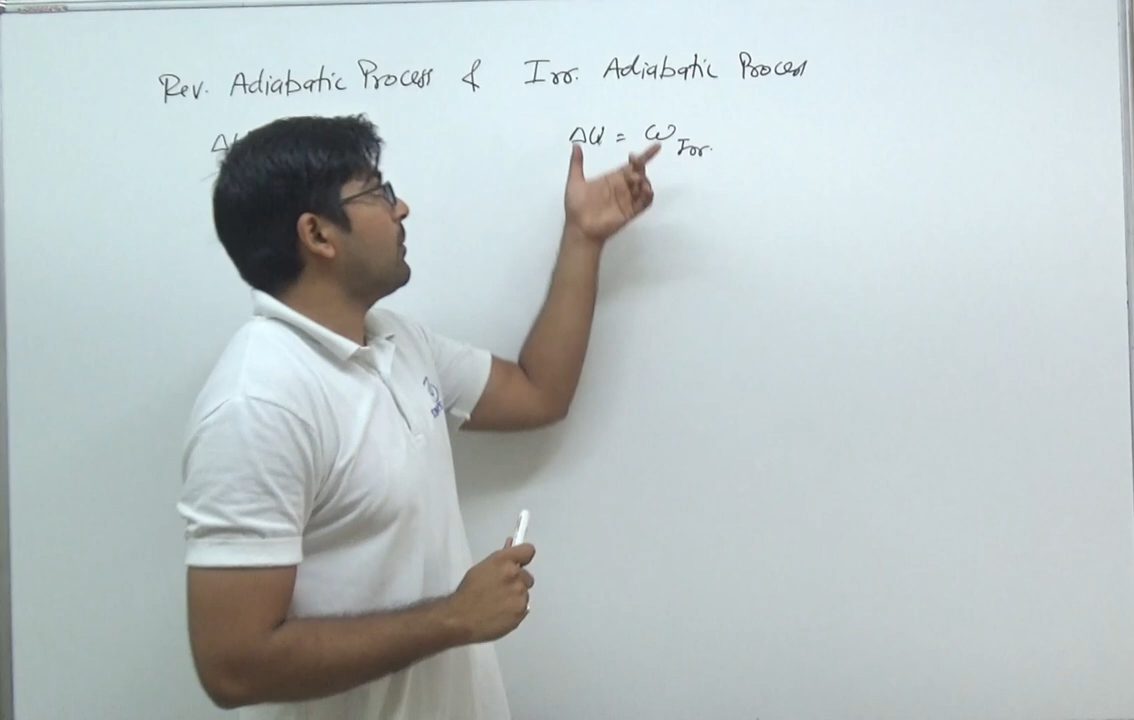 Rev. Adiabatic Process & Irr. Adiabatic Process
ΔU = ω Irr.